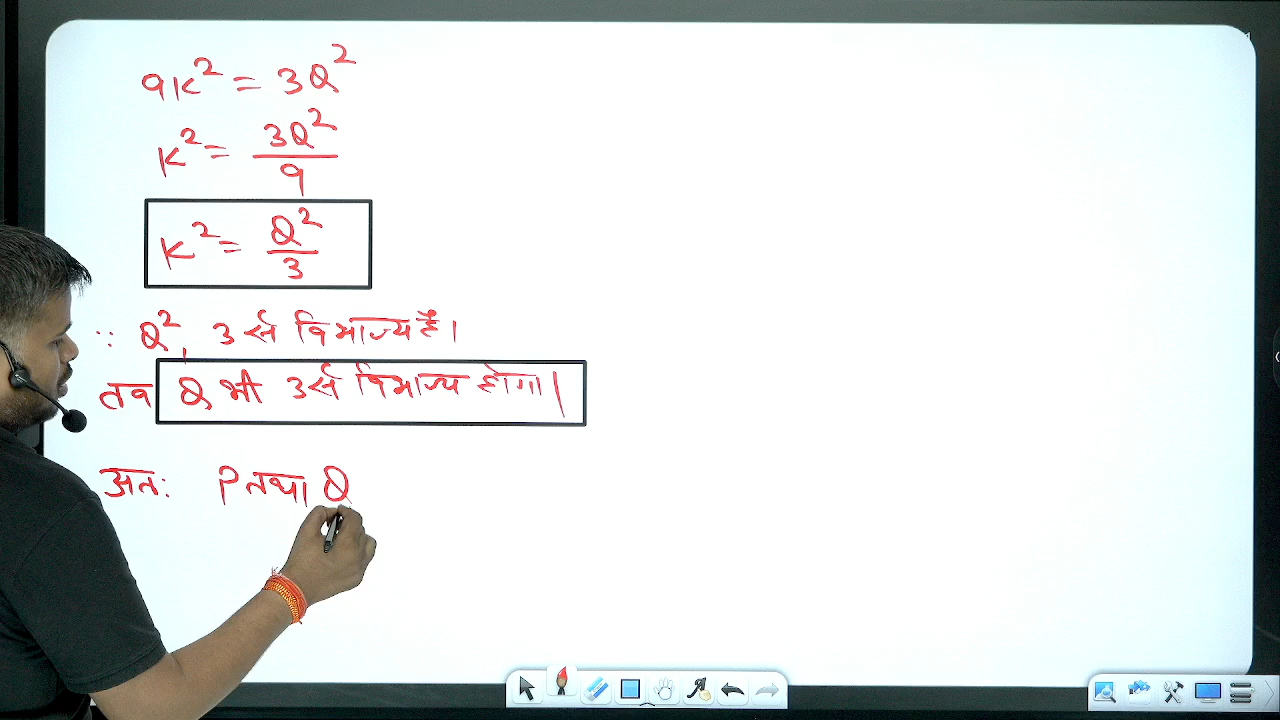 9K² = 3Q²
K² = 3Q²/9
K² = Q²/3
∵ Q², 3 से विभाज्य है।
तब Q भी 3 से विभाज्य होगा।
अतः P तथा Q